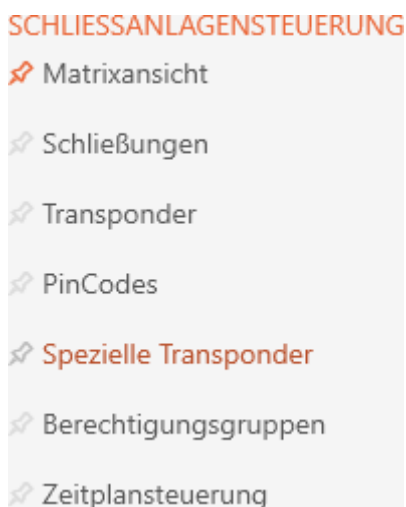 SCHLIESSANLAGENSTEUERUNG
Matrixansicht
Schließungen
Transponder
PinCodes
Spezielle Transponder
Berechtigungsgruppen
Zeitplansteuerung